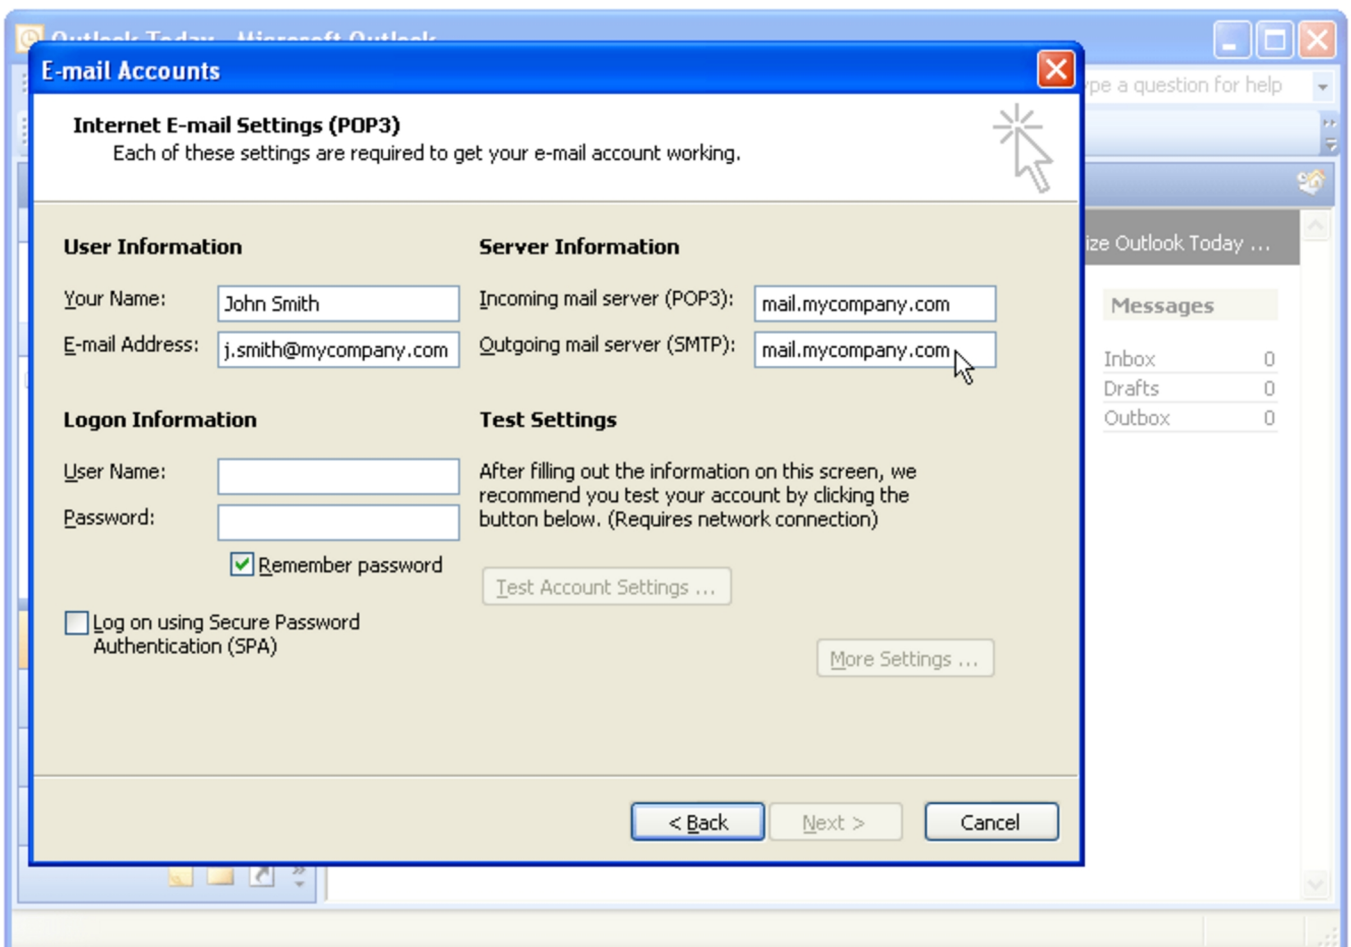 Outlook Today - Microsoft Outlook
E-mail Accounts
ype a question for help
Internet E-mail Settings (POP3)
Each of these settings are required to get your e-mail account working.
ize Outlook Today ...
User Information
Server Information
Your Name:
John Smith
Incoming mail server (POP3):
mail.mycompany.com
E-mail Address:
j.smith@mycompany.com
Outgoing mail server (SMTP):
mail.mycompany.com
Messages
Inbox 0
Drafts 0
Outbox 0
Logon Information
Test Settings
User Name:
Password:
After filling out the information on this screen, we
recommend you test your account by clicking the
button below. (Requires network connection)
Remember password
Test Account Settings ...
Log on using Secure Password
Authentication (SPA)
More Settings ...
< Back
Next >
Cancel